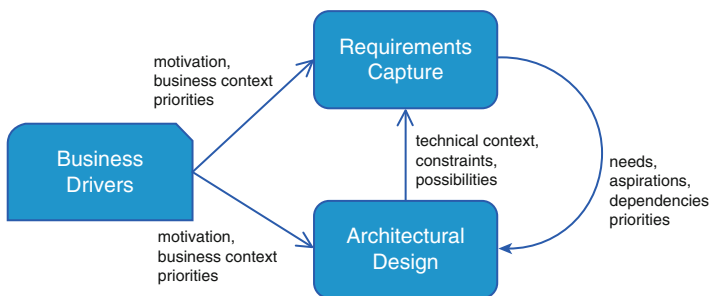 Requirements
Capture
motivation,
business context
priorities
Business
Drivers
technical context,
constraints,
possibilities
needs,
aspirations,
dependencies
priorities
motivation,
business context
priorities
Architectural
Design